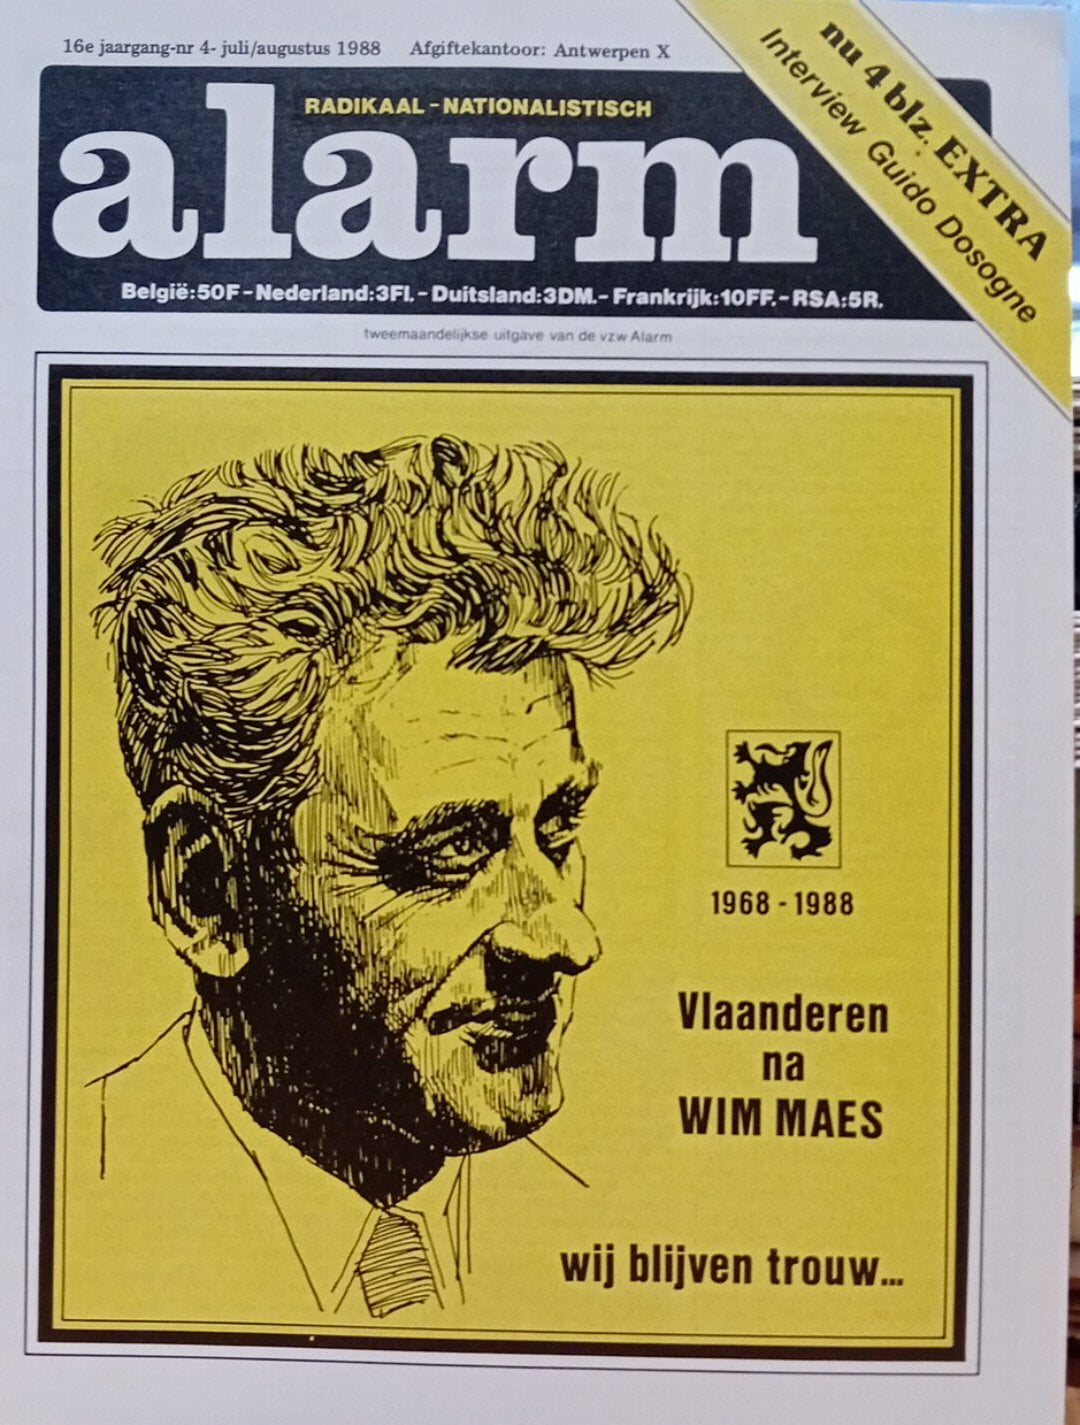 16e jaargang-nr 4- juli/augustus 1988 Afgiftekantoor: Antwerpen X
RADIKAAL-NATIONALISTISCH
alarm
België:50F-Nederland:3Fl.-Duitsland:3DM.-Frankrijk:10FF.-RSA:5R.
nu 4 blz. EXTRA
Interview Guido Dosogne
tweemaandelijkse uitgave van de vzw Alarm
1968 - 1988
Vlaanderen
na
WIM MAES
wij blijven trouw...